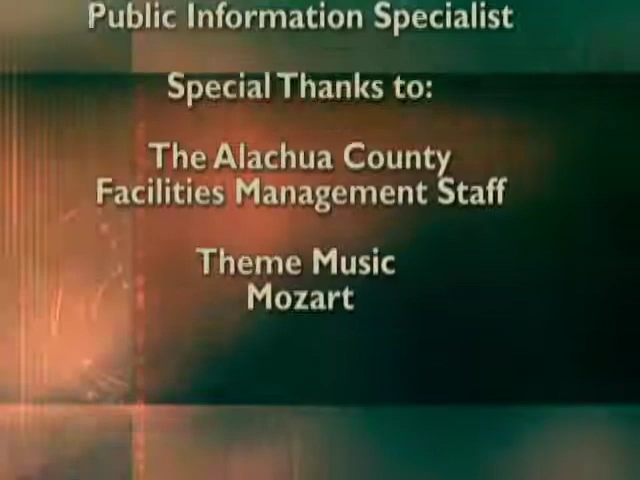 Public Information Specialist
Special Thanks to:
The Alachua County
Facilities Management Staff
Theme Music
Mozart